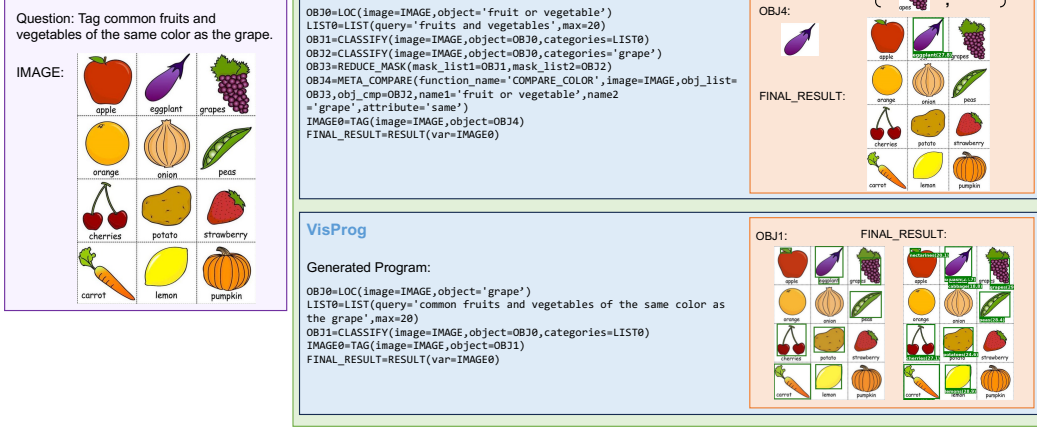 Question: Tag common fruits and
vegetables of the same color as the grape.
IMAGE:
apple
eggplant
grapes
orange
onion
peas
cherries
potato
strawberry
carrot
lemon
pumpkin
OBJ0=LOC(image=IMAGE,object='fruit or vegetable’)
LIST0=LIST(query='fruits and vegetables',max=20)
OBJ1=CLASSIFY(image=IMAGE,object=OBJ0,categories=LIST0)
OBJ2=CLASSIFY(image=IMAGE,object=OBJ0,categories='grape’)
OBJ3=REDUCE_MASK(mask_list1=OBJ1,mask_list2=OBJ2)
OBJ4=META_COMPARE(function_name='COMPARE_COLOR',image=IMAGE,obj_list=
OBJ3,obj_cmp=OBJ2,name1='fruit or vegetable’,name2
='grape',attribute='same’)
IMAGE0=TAG(image=IMAGE,object=OBJ4)
FINAL_RESULT=RESULT(var=IMAGE0)
OBJ4:
( , )
FINAL_RESULT:
apple
grapes
orange
onion
peas
cherries
potato
strawberry
carrot
lemon
pumpkin
VisProg
Generated Program:
OBJ0=LOC(image=IMAGE,object='grape')
LIST0=LIST(query='common fruits and vegetables of the same color as
the grape',max=20)
OBJ1=CLASSIFY(image=IMAGE,object=OBJ0,categories=LIST0)
IMAGE0=TAG(image=IMAGE,object=OBJ1)
FINAL_RESULT=RESULT(var=IMAGE0)
OBJ1:
apple
eggplant
grapes
orange
onion
peas
cherries
potato
strawberry
carrot
lemon
pumpkin
FINAL_RESULT:
apple
orange
onion
strawberry
carrot
pumpkin